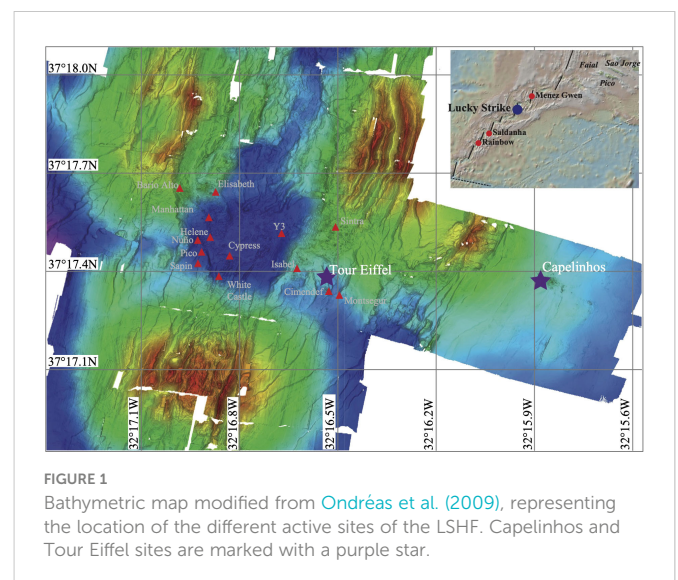 37°18.0N
Faial Sao Jorge
Pico
Menez Gwen
Lucky Strike
Saldanha
Rainbow
37°17.7N
Bario Alto
Elisabeth
Manhattan
Sintra
Helene
Y3
Nuno
Cypress
Pico
Sapin
Isabel
37°17.4N
Tour Eiffel
Capelinhos
White
Castle
Cimendef
Montsegur
37°17.1N
32°17.1W
32°16.8W
32°16.5W
32°16.2W
32°15.9W
32°15.6W
FIGURE 1
Bathymetric map modified from Ondréas et al. (2009), representing
the location of the different active sites of the LSHF. Capelinhos and
Tour Eiffel sites are marked with a purple star.